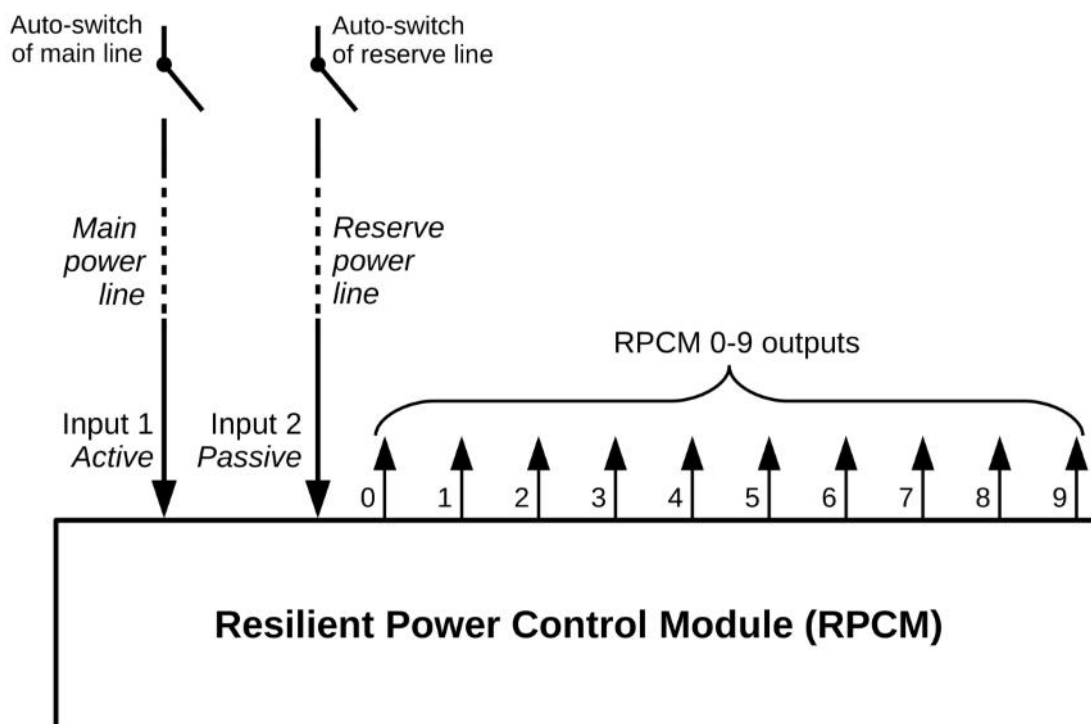 Auto-switch
of main line
Auto-switch
of reserve line
Main
power
line
Reserve
power
line
RPCM 0-9 outputs
Input 1
Active
Input 2
Passive
0 1 2 3 4 5 6 7 8 9
Resilient Power Control Module (RPCM)